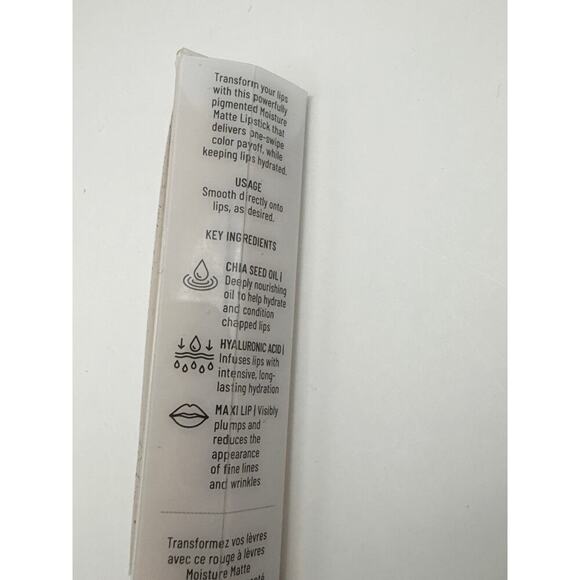 Transform your lips
with this powerfully
pigmented Moisture
Matte Lipstick that
delivers one-swipe
color payoff, while
keeping lips hydrated.
USAGE
Smooth directly onto
lips, as desired.
KEY INGREDIENTS
CHIA SEED OIL |
Deeply nourishing
oil to help hydrate
and condition
chapped lips
HYALURONIC ACID |
Infuses lips with
intensive, long-
lasting hydration
MAXI LIP | Visibly
plumps and
reduces the
appearance
of fine lines
and wrinkles
Transformez vos lèvres
avec ce rouge à lèvres
Moisture Matte